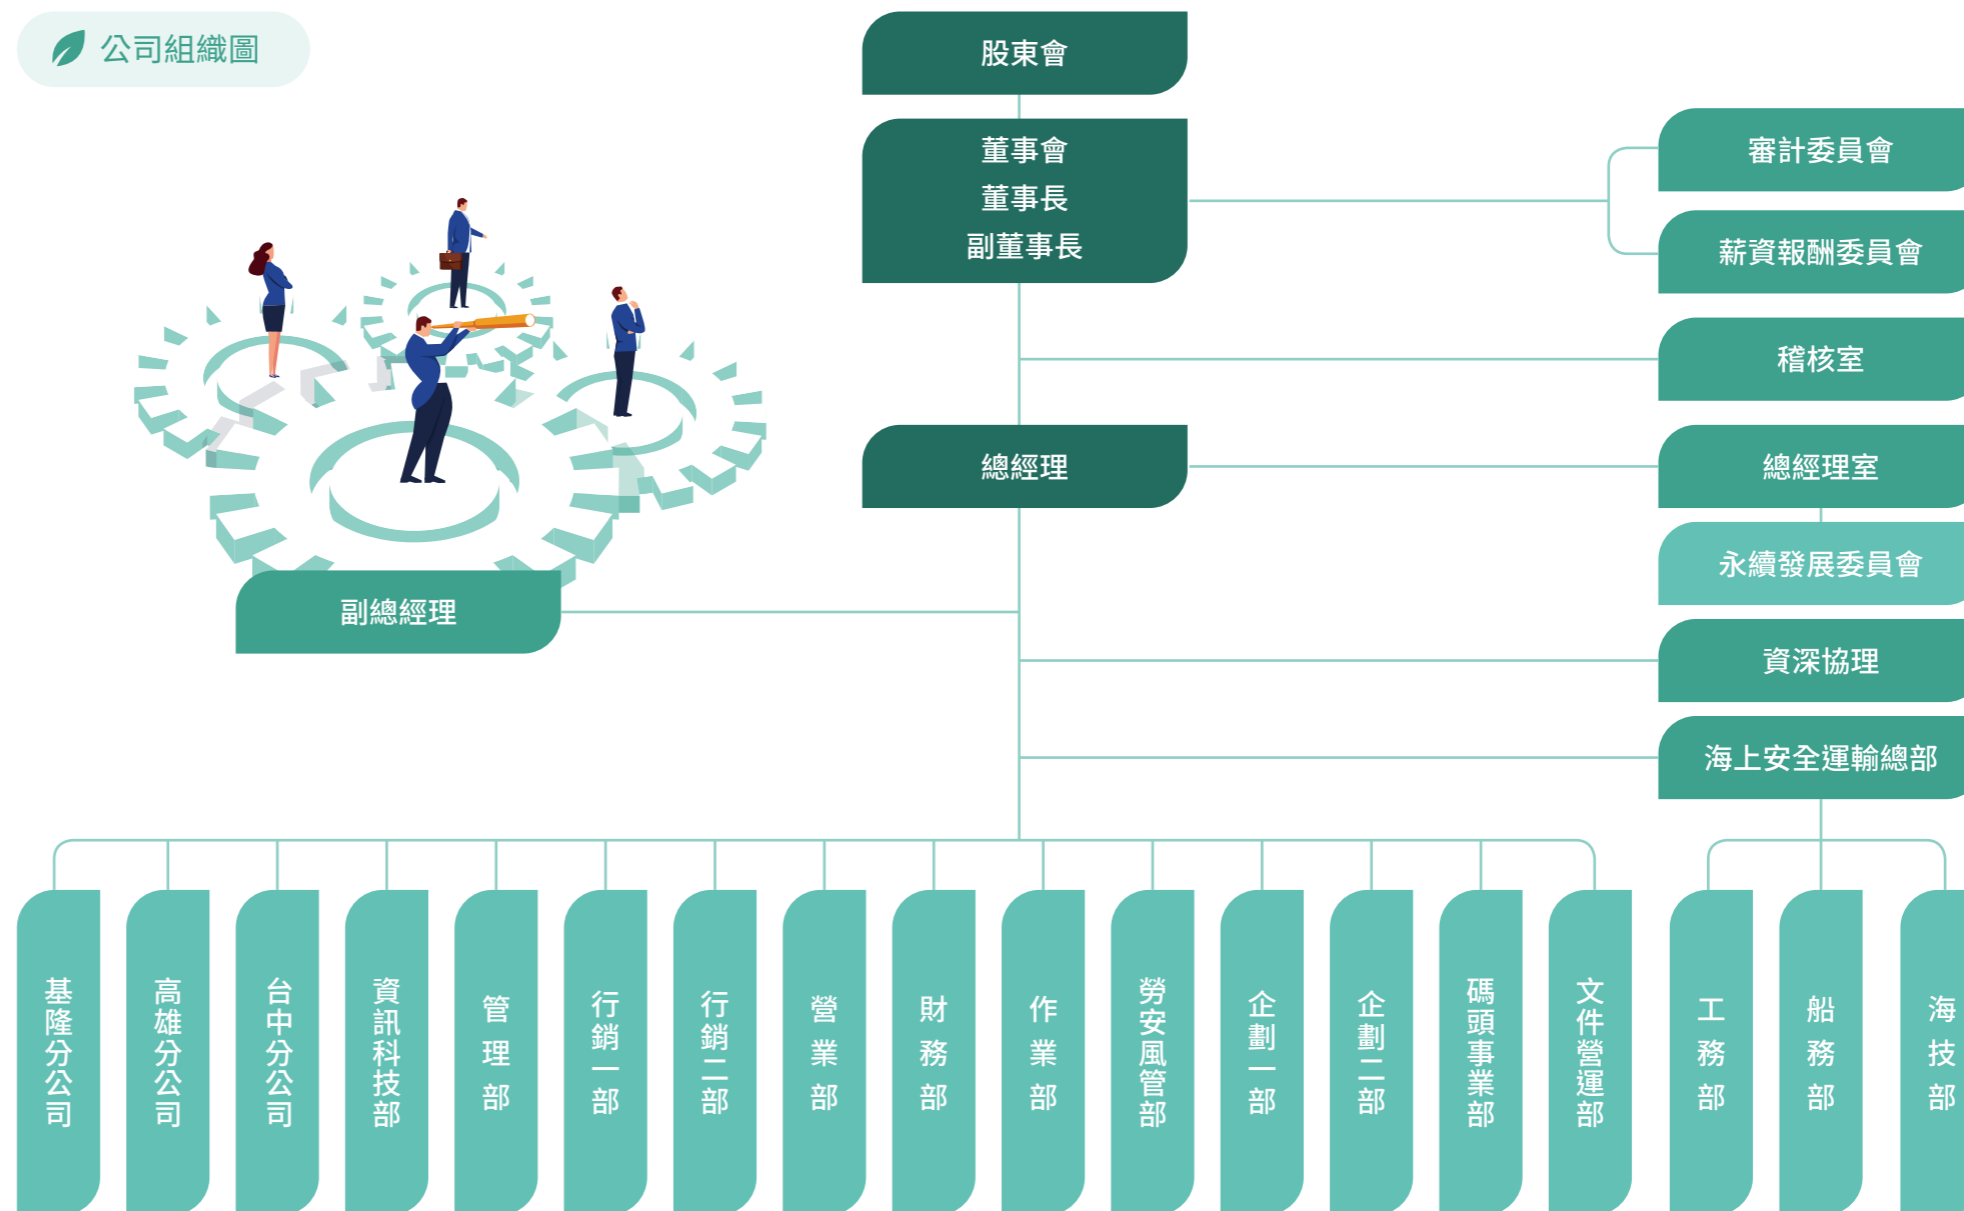 公司組織圖
股東會
董事會
董事長
副董事長
審計委員會
薪資報酬委員會
稽核室
總經理
總經理室
永續發展委員會
副總經理
資深協理
海上安全運輸總部
基隆分公司
高雄分公司
台中分公司
資訊科技部
管理部
行銷一部
行銷二部
營業部
財務部
作業部
勞安風管部
企劃一部
企劃二部
碼頭事業部
文件營運部
工務部
船務部
海技部